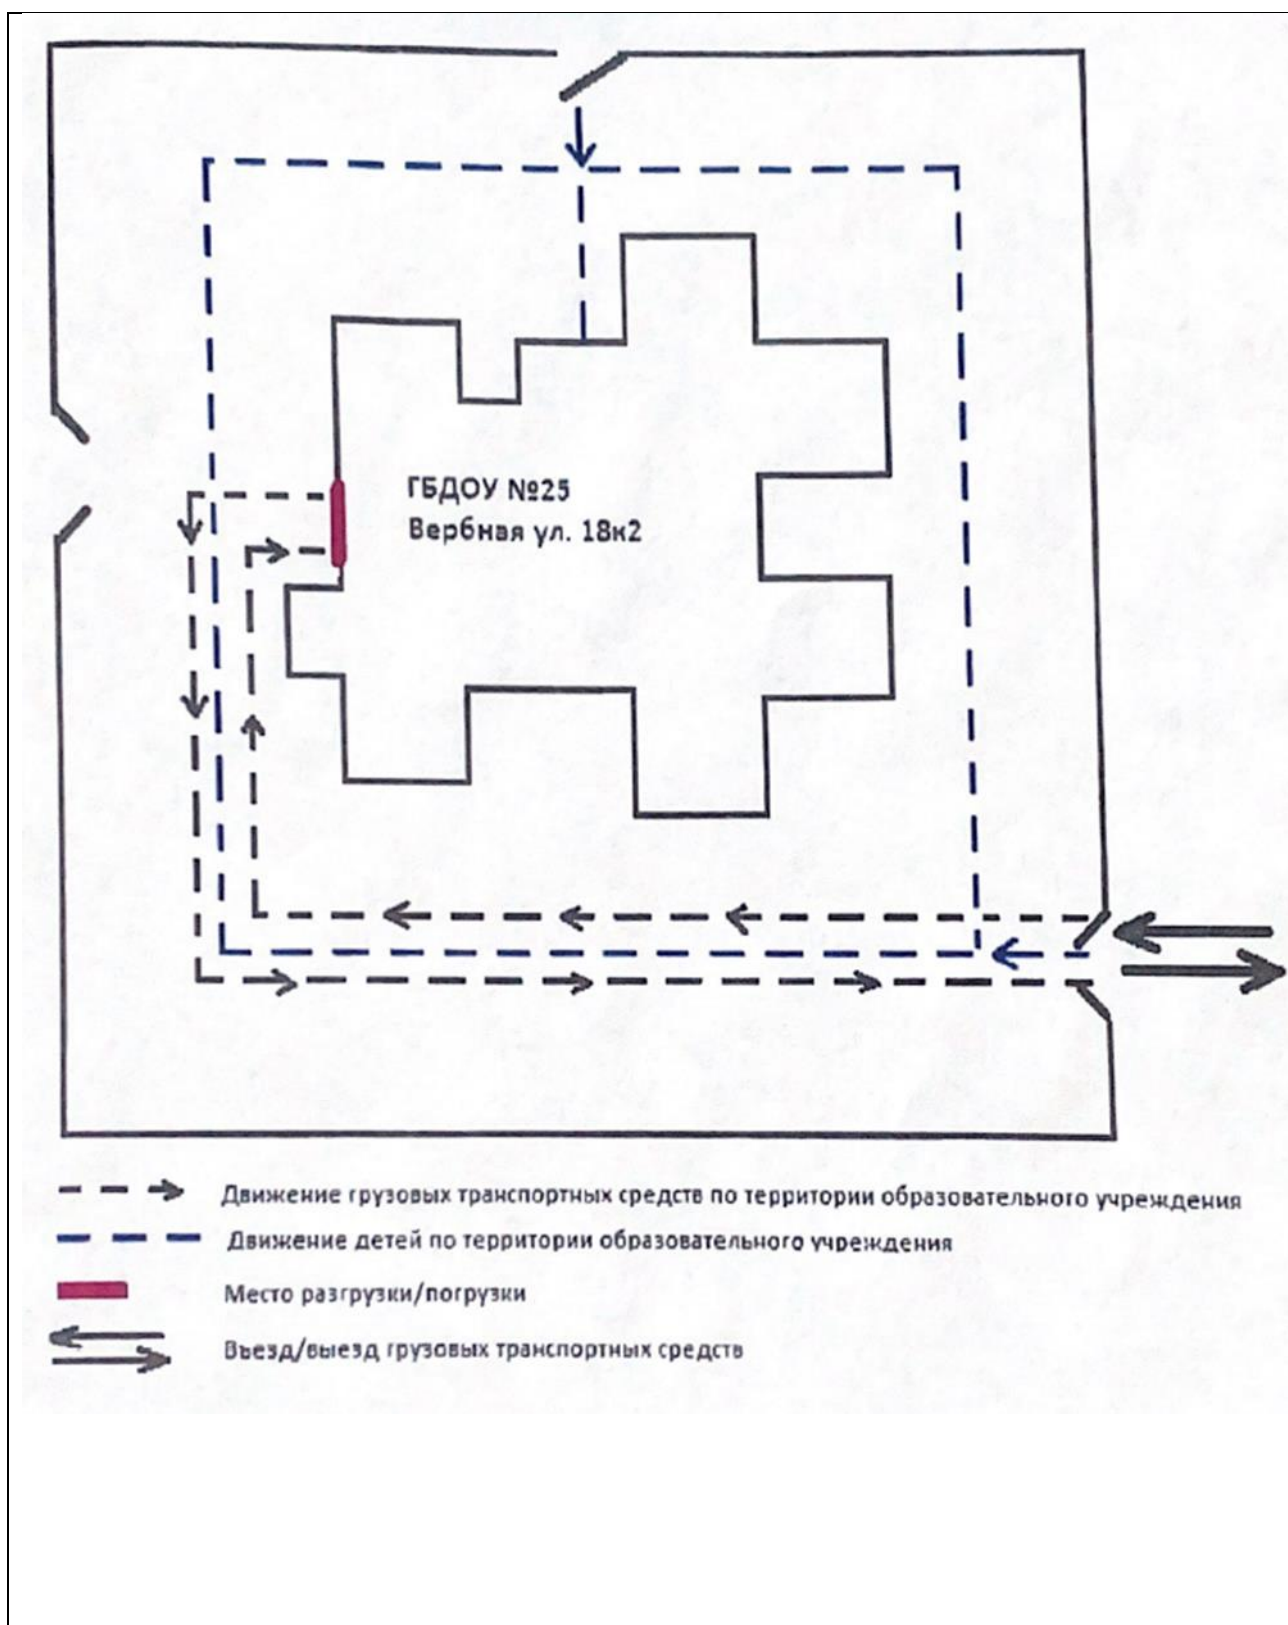 ГБДОУ №25
Вербная ул. 18к2
Движение грузовых транспортных средств по территории образовательного учреждения
Движение детей по территории образовательного учреждения
Место разгрузки/погрузки
Въезд/выезд грузовых транспортных средств